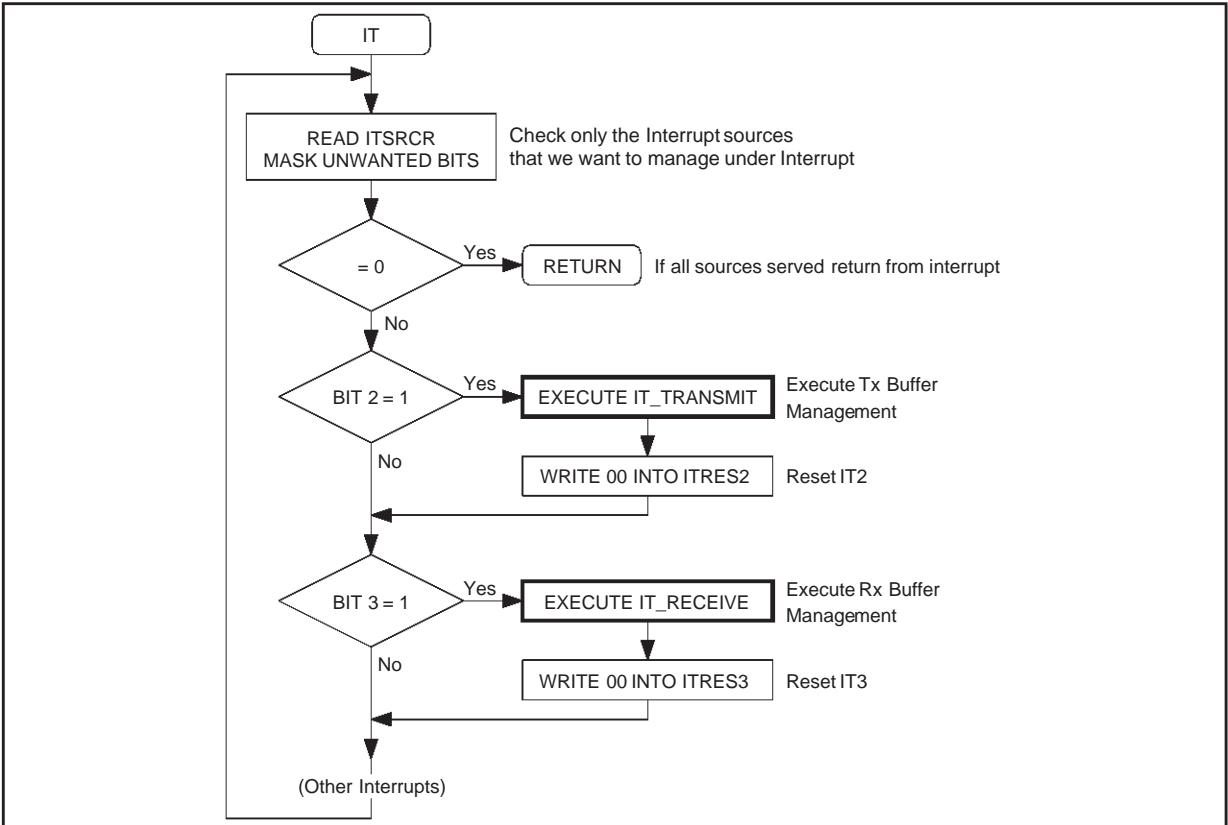 IT
READ ITSRCR
MASK UNWANTED BITS
Check only the Interrupt sources
that we want to manage under Interrupt
= 0
Yes
RETURN
If all sources served return from interrupt
No
BIT 2 = 1
Yes
EXECUTE IT_TRANSMIT
Execute Tx Buffer
Management
No
WRITE 00 INTO ITRES2
Reset IT2
BIT 3 = 1
Yes
EXECUTE IT_RECEIVE
Execute Rx Buffer
Management
No
WRITE 00 INTO ITRES3
Reset IT3
(Other Interrupts)